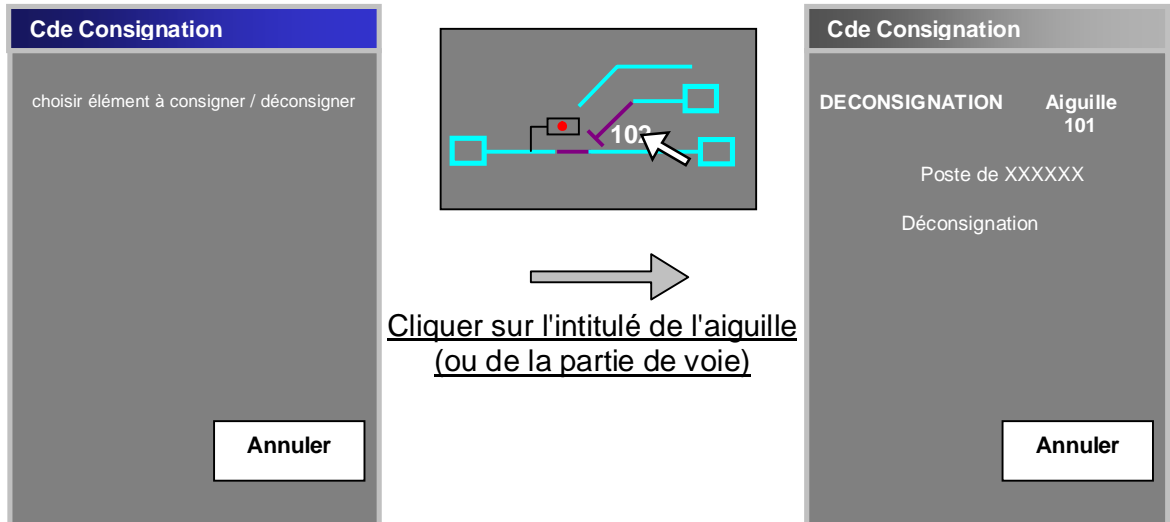 Cde Consignation
choisir élément à consigner / déconsigner
Annuler
102
Cliquer sur l'intitulé de l'aiguille
(ou de la partie de voie)
Cde Consignation
DECONSIGNATION Aiguille
101
Poste de XXXXXX
Déconsignation
Annuler